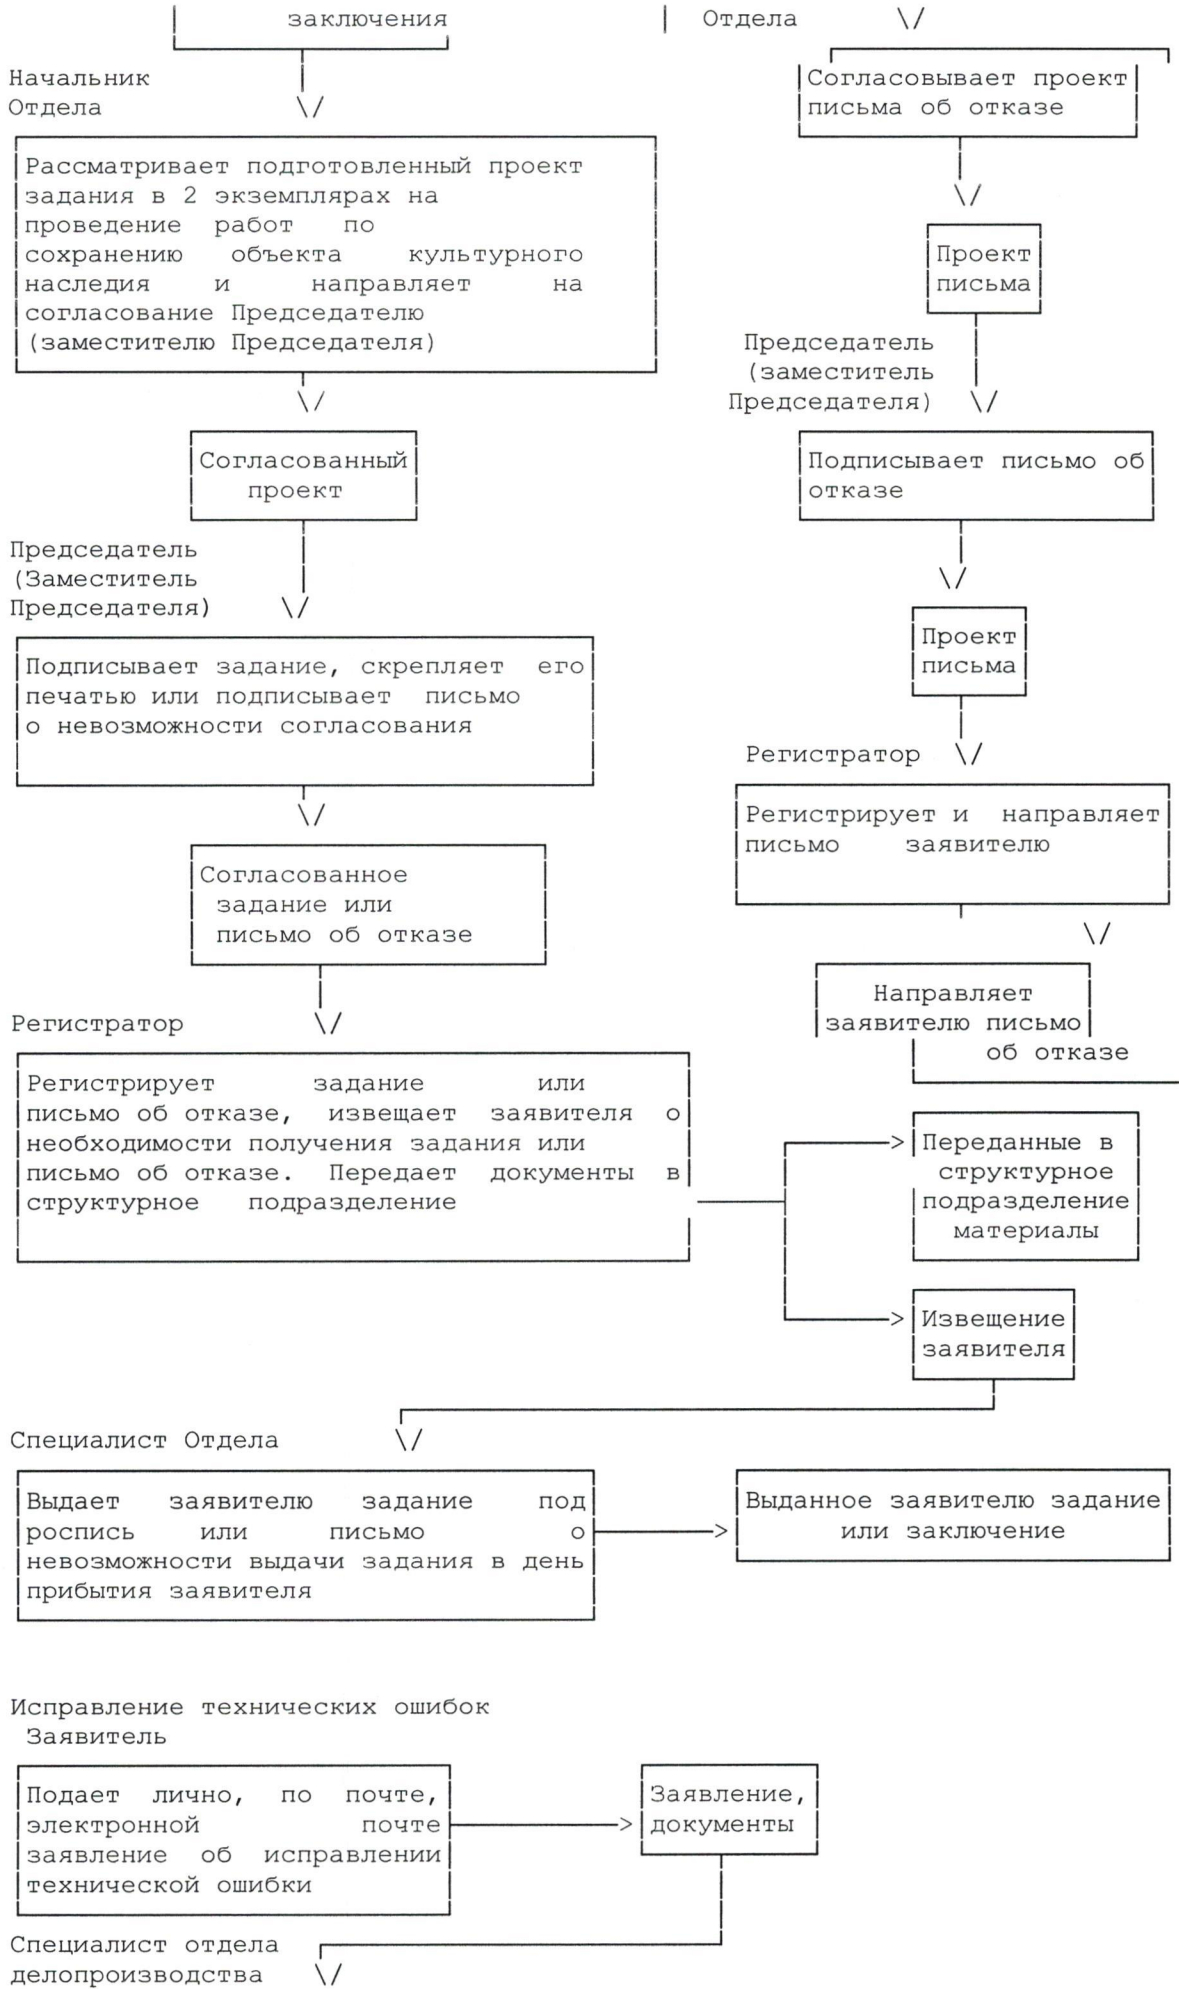 заключения
Отдела
Начальник
Отдела
Согласовывает проект
письма об отказе
Рассматривает подготовленный проект
задания в 2 экземплярах на
проведение работ по
сохранению объекта культурного
наследия и направляет на
согласование Председателю
(заместителю Председателя)
Проект
письма
Председатель
(заместитель
Председателя)
Согласованный
проект
Подписывает письмо об
отказе
Председатель
(Заместитель
Председателя)
Проект
письма
Подписывает задание, скрепляет его
печатью или подписывает письмо
о невозможности согласования
Регистратор
Регистрирует и направляет
письмо заявителю
Согласованное
задание или
письмо об отказе
Направляет
заявителю письмо
об отказе
Регистратор
Регистрирует задание или
письмо об отказе, извещает заявителя о
необходимости получения задания или
письмо об отказе. Передает документы в
структурное подразделение
Переданные в
структурное
подразделение
материалы
Извещение
заявителя
Специалист Отдела
Выдает заявителю задание под
роспись или письмо о
невозможности выдачи задания в день
прибытия заявителя
Выданное заявителю задание
или заключение
Исправление технических ошибок
Заявитель
Подает лично, по почте,
электронной почте
заявление об исправлении
технической ошибки
Заявление,
документы
Специалист отдела
делопроизводства